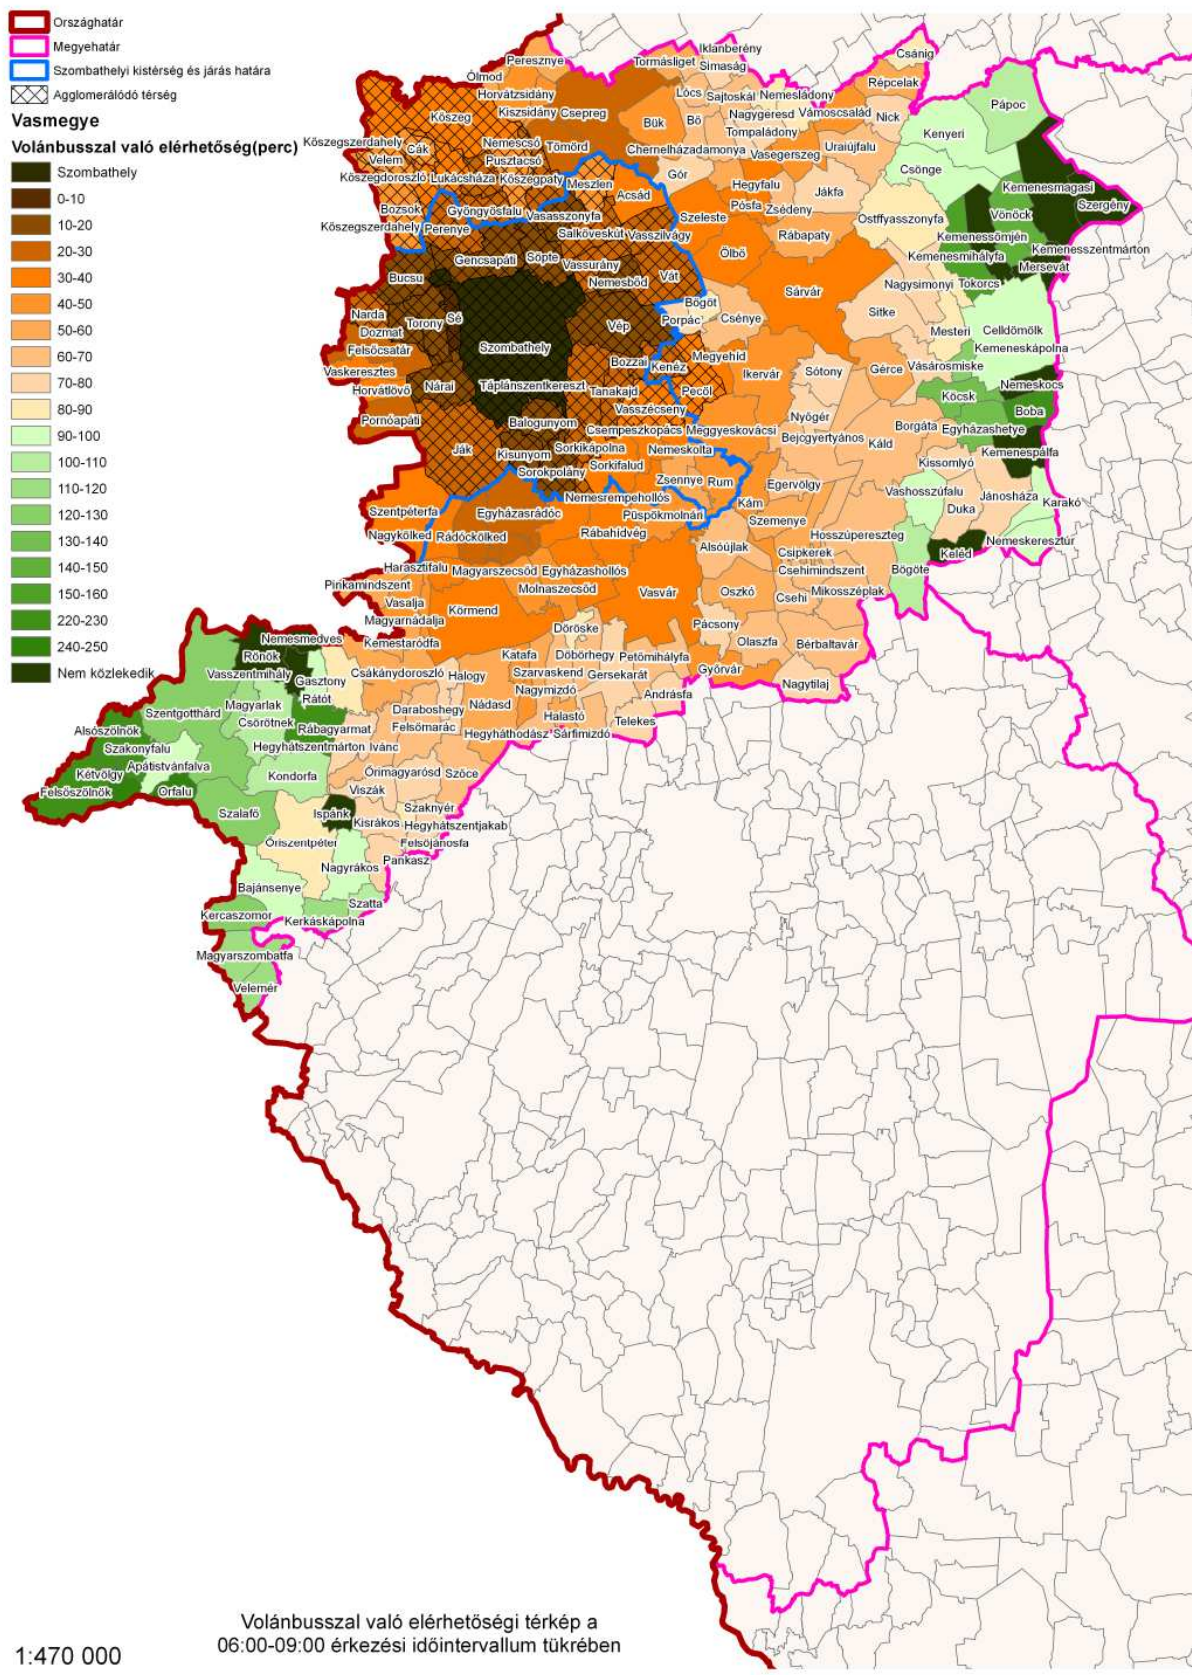 Országhatár
Megyehatár
Szombathelyi kistérség és járás határa
Agglomerálódó térség
Vasmegye
Volánbusszal való elérhetőség(perc)
Szombathely
0-10
10-20
20-30
30-40
40-50
50-60
60-70
70-80
80-90
90-100
100-110
110-120
120-130
130-140
140-150
150-160
220-230
240-250
Nem közlekedik
Iklanberény
Csánig
Peresznye
Tormásliget
Simaság
Ólmod
Répcelak
Horvátzsidány
Lócs
Sajtoskál
Nemesládony
Kiszsidány
Csepreg
Nagygeresd
Vámoscsalád
Nick
Pápoc
Kőszeg
Bük
Bő
Tompaládony
Kenyeri
Kőszegszerdahely
Cák
Nemescsó
Tömörd
Chernelházadamonya
Vasegerszeg
Uraiújfalu
Velem
Pusztacsó
Csönge
Kőszegdoroszló
Lukácsháza
Kőszegpaty
Meszlen
Gór
Hegyfalu
Jákfa
Kemenesmagasi
Acsád
Pósfa
Zsédeny
Szergény
Bozsok
Gyöngyösfalu
Vasasszonyfa
Szeleste
Ostffyasszonyfa
Vönöck
Kőszegszerdahely
Perenye
Salköveskút
Vasszilvágy
Rábapaty
Kemenessömjén
Kemenesszentmárton
Gencsapáti
Söpte
Vassurány
Ölbő
Kemenesmihályfa
Mersevát
Bucsu
Nemesbőd
Vát
Sárvár
Nagysimonyi
Tokorcs
Narda
Sé
Bögöt
Sitke
Dozmat
Torony
Vép
Porpác
Csénye
Mesteri
Celldömölk
Felsőcsatár
Szombathely
Megyehid
Kemeneskápolna
Vaskeresztes
Bozzai
Kenéz
Ikervár
Sótony
Gérce
Vásárosmiske
Horvátlövő
Nárai
Táplánszentkereszt
Tanakajd
Pecöl
Nemeskocs
Köcsk
Boba
Pornóapáti
Balogunyom
Vasszécseny
Nyőgér
Borgáta
Egyházashetye
Csempeszkopács
Meggyeskovácsi
Bejcgyertyános
Káld
Ják
Kisunyom
Sorkikápolna
Nemeskolta
Kemenespálfa
Sorokpolány
Sorkifalud
Kissomlyó
Zsennye
Rum
Egervölgy
Vashosszúfalu
Jánosháza
Karakó
Nemesrempehollós
Kám
Duka
Szentpéterfa
Egyházasrádóc
Püspökmolnári
Szemenye
Nagykölked
Rádóckölked
Rábahídvég
Hosszúpereszteg
Alsóújlak
Csipkerek
Keléd
Nemeskeresztúr
Harasztifalu
Magyarszecsőd
Egyházashollós
Csehimindszent
Bögöte
Pinkamindszent
Molnaszecsőd
Vasvár
Oszkó
Csehi
Mikosszéplak
Vasalja
Körmend
Magyarnádalja
Döröske
Pácsony
Nemesmedves
Kemestaródfa
Olaszfa
Bérbaltavár
Rönök
Katafa
Döbörhegy
Petőmihályfa
Vasszentmihály
Csákánydoroszló
Halogy
Szarvaskend
Gersekarát
Győrvár
Gasztony
Nagymizdó
Andrásfa
Nagytilaj
Magyarlak
Rátót
Daraboshegy
Nádasd
Szentgotthárd
Csörötnek
Rábagyarmat
Felsőmarác
Halastó
Telekes
Alsószölnök
Hegyháthodász
Sárfimizdó
Szakonyfalu
Hegyhátszentmárton
Ivánc
Apátistvánfalva
Kétvölgy
Kondorfa
Őrimagyarósd
Szőce
Felsőszölnök
Orfalu
Viszák
Szalafő
Ispánk
Szaknyér
Kisrákos
Hegyhátszentjakab
Őriszentpéter
Felsőjánosfa
Nagyrákos
Pankasz
Bajánsenye
Szatta
Kercaszomor
Kerkáskápolna
Magyarszombatfa
Velemér
Volánbusszal való elérhetőségi térkép a
06:00-09:00 érkezési időintervallum tükrében
1:470 000